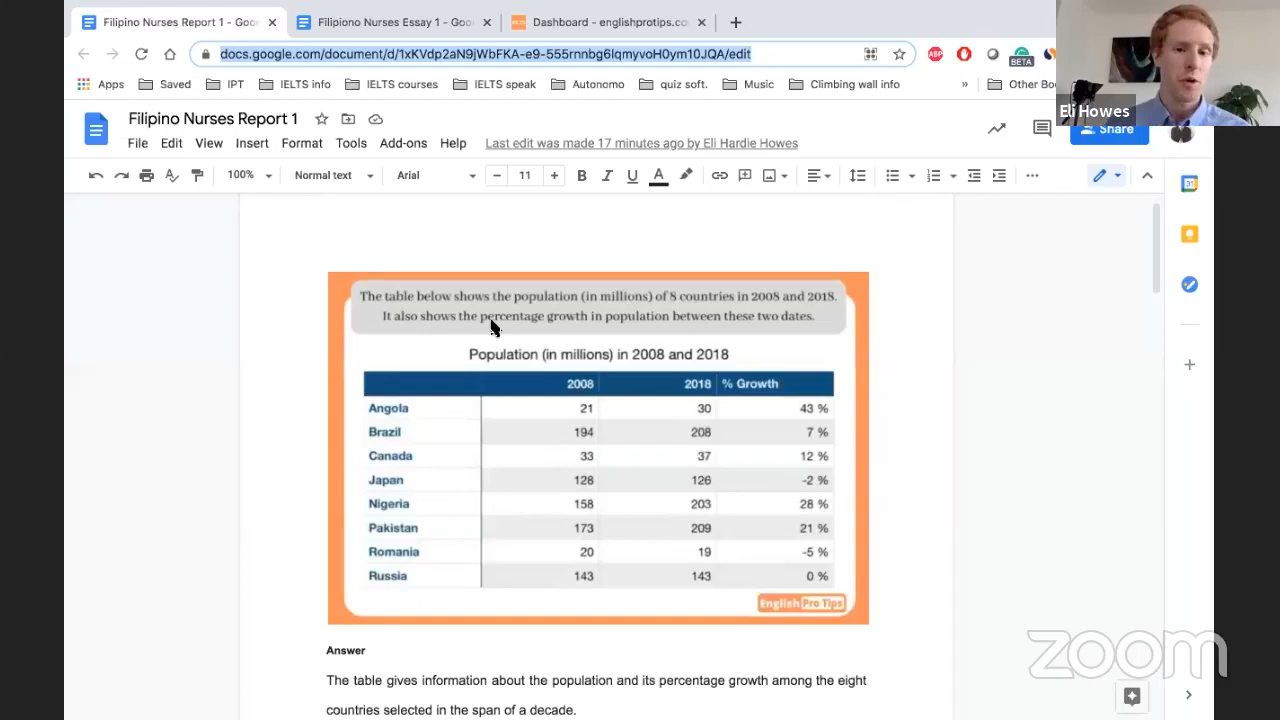 Filipino Nurses Report 1 - Goo
Filipiono Nurses Essay 1 - Goo
Dashboard - englishprotips.co
docs.google.com/document/d/1xKVdp2aN9jWbFKA-e9-555rnnbg6lqmyvoH0ym10JQA/edit
ABP
BETA
Apps
Saved
IPT
IELTS info
IELTS courses
IELTS speak
Autonomo
quiz soft.
Music
Climbing wall info
»
Other Boo
Eli Howes
Filipino Nurses Report 1
File Edit View Insert Format Tools Add-ons Help
Last edit was made 17 minutes ago by Eli Hardie Howes
Share
100% Normal text Arial 11 B I U A
31
The table below shows the population (in millions) of 8 countries in 2008 and 2018.
It also shows the percentage growth in population between these two dates.
Population (in millions) in 2008 and 2018
2008 2018 % Growth
Angola 21 30 43 %
Brazil 194 208 7 %
Canada 33 37 12 %
Japan 128 126 -2 %
Nigeria 158 203 28 %
Pakistan 173 209 21 %
Romania 20 19 -5 %
Russia 143 143 0 %
English Pro Tips
Answer
The table gives information about the population and its percentage growth among the eight
countries selected in the span of a decade.
zoom